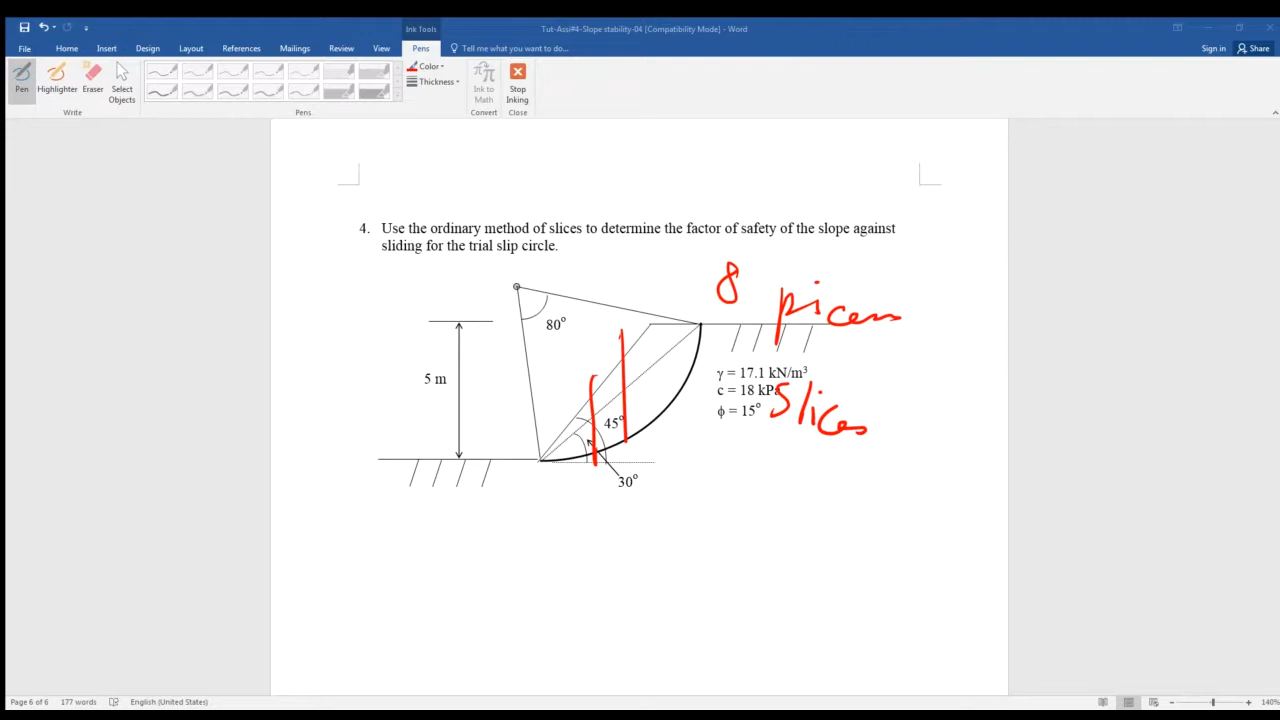 Tut-Assi#4-Slope stability-04 [Compatibility Mode] - Word
Ink Tools
File Home Insert Design Layout References Mailings Review View Pens Tell me what you want to do... Sign in Share
Pen Highlighter Eraser Select Objects
Color
Thickness
Ink to Math
Stop Inking
Write Pens Convert Close
4. Use the ordinary method of slices to determine the factor of safety of the slope against
sliding for the trial slip circle.
8 picess
80°
5 m
γ = 17.1 kN/m³
c = 18 kPa
ϕ = 15°
slices
45°
30°
Page 6 of 6 177 words English (United States) 140%